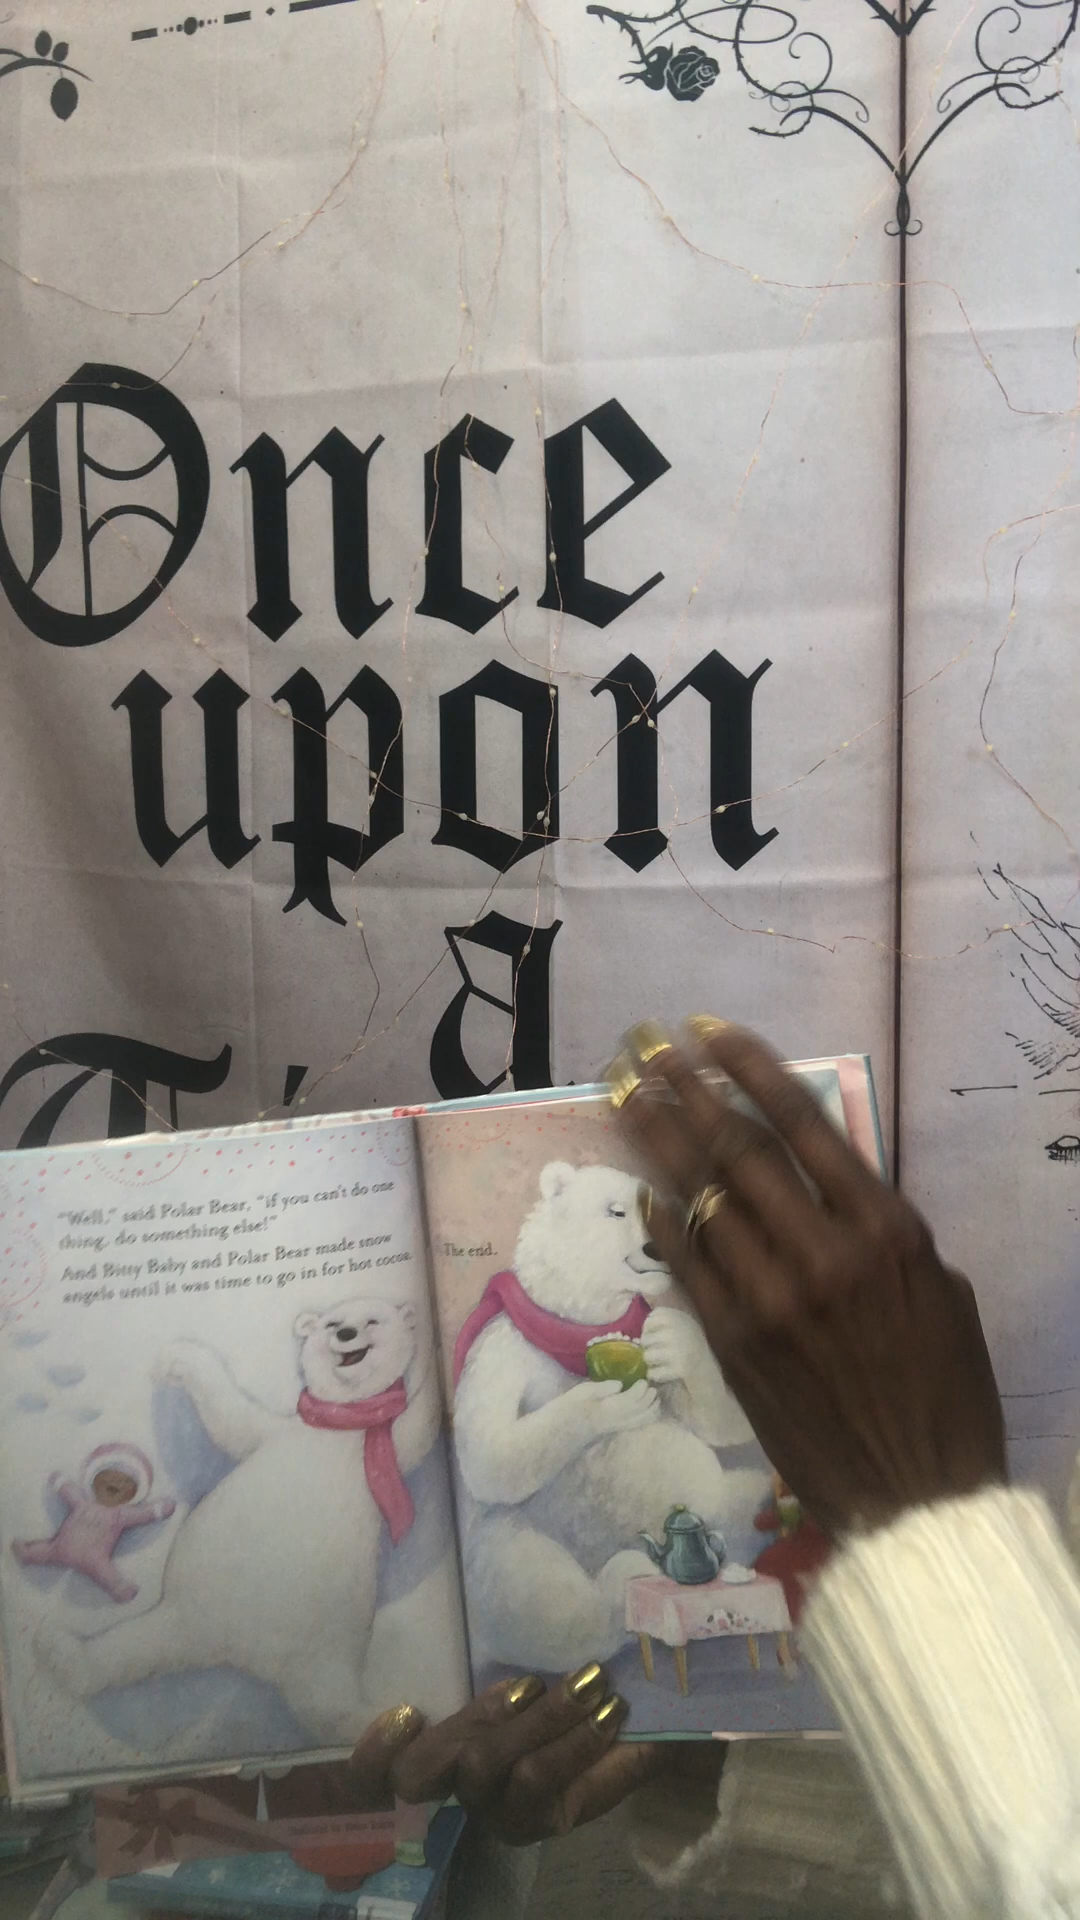 Once
upon
a
"Well," said Polar Bear, "if you can't do one
thing, do something else!"
And Bitty Baby and Polar Bear made snow
angels until it was time to go in for hot cocoa.
The end.